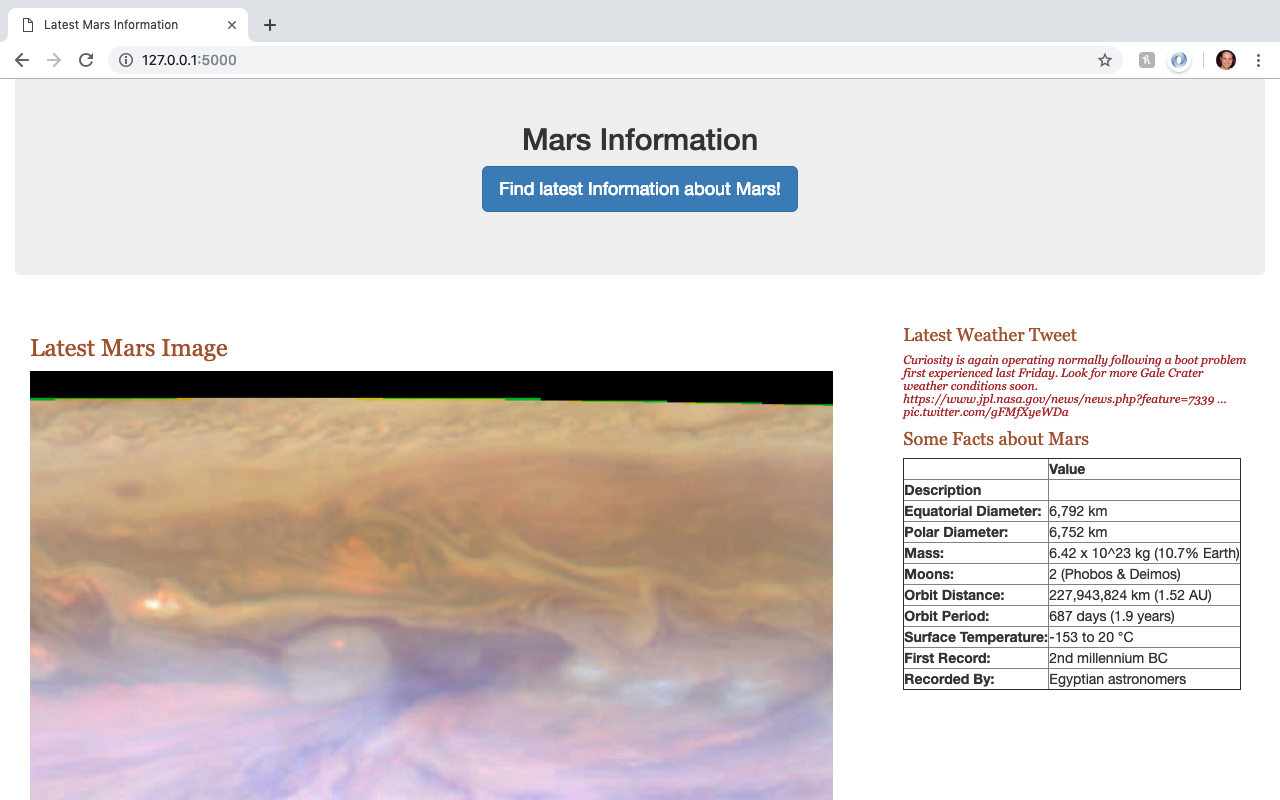 Latest Mars Information
127.0.0.1:5000
Mars Information
Find latest Information about Mars!
Latest Mars Image
Latest Weather Tweet
Curiosity is again operating normally following a boot problem
first experienced last Friday. Look for more Gale Crater
weather conditions soon.
https://www.jpl.nasa.gov/news/news.php?feature=7339 …
pic.twitter.com/gFMfXyeWDa
Some Facts about Mars
Value
Description
Equatorial Diameter: 6,792 km
Polar Diameter: 6,752 km
Mass: 6.42 x 10^23 kg (10.7% Earth)
Moons: 2 (Phobos & Deimos)
Orbit Distance: 227,943,824 km (1.52 AU)
Orbit Period: 687 days (1.9 years)
Surface Temperature: -153 to 20 °C
First Record: 2nd millennium BC
Recorded By: Egyptian astronomers